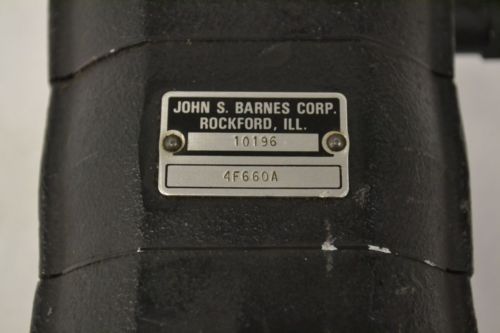 JOHN S. BARNES CORP.
ROCKFORD, ILL.
10196
4F660A